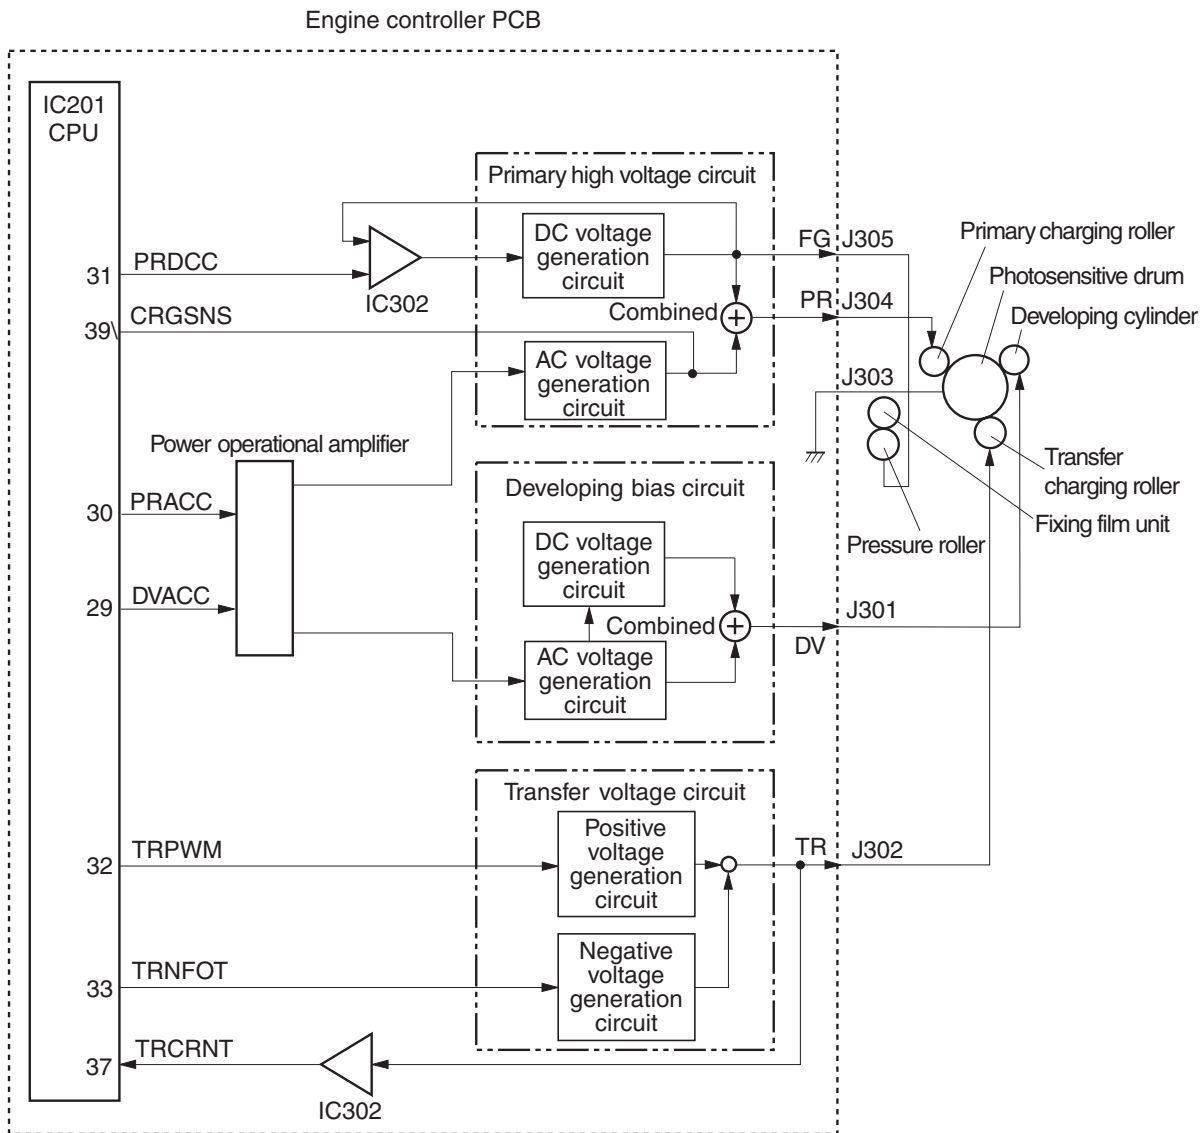 Engine controller PCB
IC201
CPU
Primary high voltage circuit
DC voltage
generation
circuit
FG
J305
Primary charging roller
31
PRDCC
IC302
Photosensitive drum
Combined
PR
J304
Developing cylinder
39\
CRGSNS
AC voltage
generation
circuit
J303
Power operational amplifier
Transfer
charging roller
Developing bias circuit
30
PRACC
Fixing film unit
Pressure roller
DC voltage
generation
circuit
29
DVACC
Combined
J301
DV
AC voltage
generation
circuit
Transfer voltage circuit
Positive
voltage
generation
circuit
32
TRPWM
TR
J302
Negative
voltage
generation
circuit
33
TRNFOT
37
TRCRNT
IC302